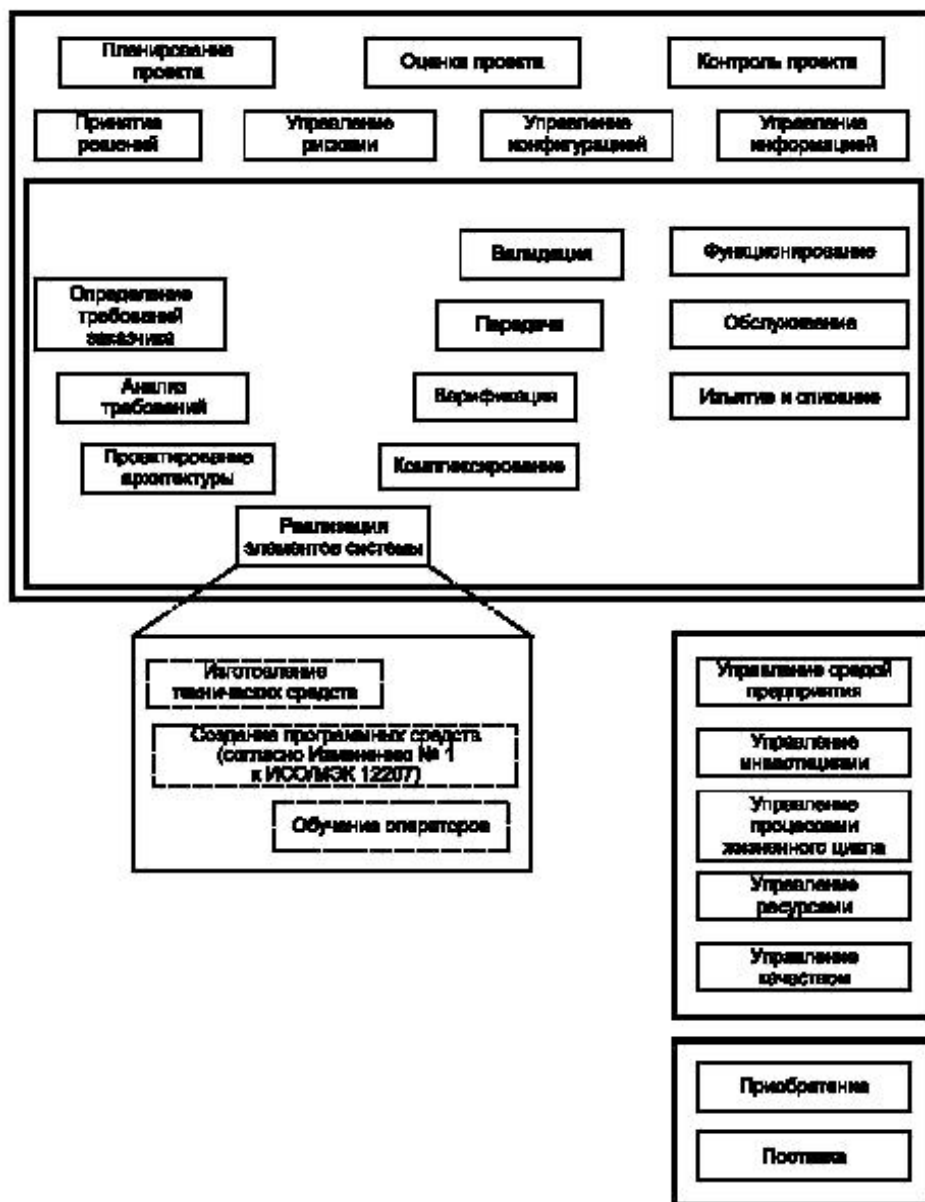 Планирование
проекта
Оценка проекта
Контроль проекта
Принятие
решений
Управление
рисками
Управление
конфигурацией
Управление
информацией
Валидация
Функционирование
Определение
требований
заказчика
Передача
Обслуживание
Анализ
требований
Верификация
Изъятие и списание
Проектирование
архитектуры
Комплексирование
Реализация
элементов системы
Изготовление
технических средств
Создание программных средств
(согласно Изменению № 1
к ИСО/МЭК 12207)
Обучение операторов
Управление средой
предприятия
Управление
инвестициями
Управление
процессами
жизненного цикла
Управление
ресурсами
Управление
качеством
Приобретение
Поставка